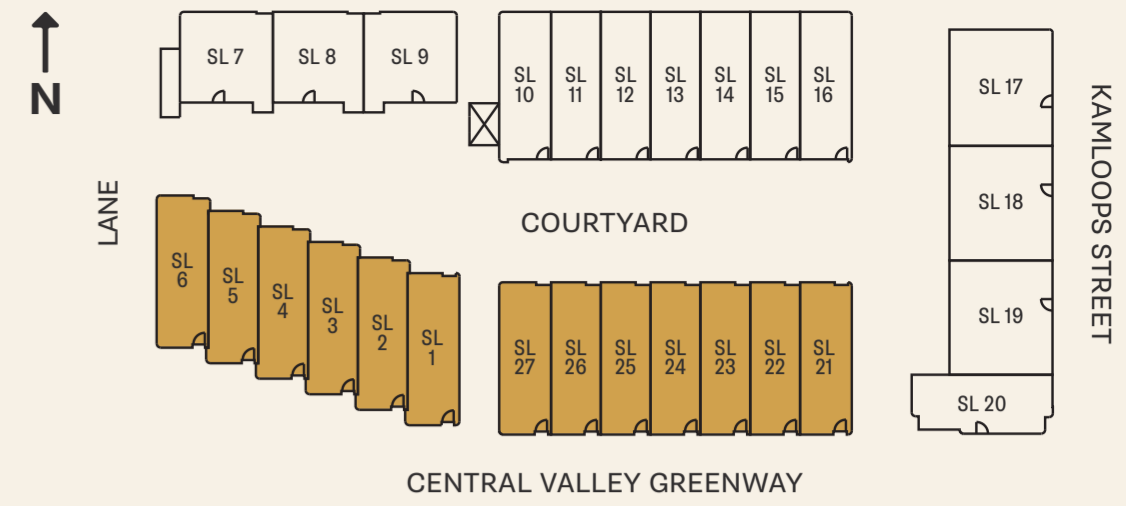 N
SL 7
SL 8
SL 9
SL
10
SL
11
SL
12
SL
13
SL
14
SL
15
SL
16
SL 17
SL 18
SL 19
SL 20
KAMLOOPS STREET
LANE
COURTYARD
SL
6
SL
5
SL
4
SL
3
SL
2
SL
1
SL
27
SL
26
SL
25
SL
24
SL
23
SL
22
SL
21
CENTRAL VALLEY GREENWAY